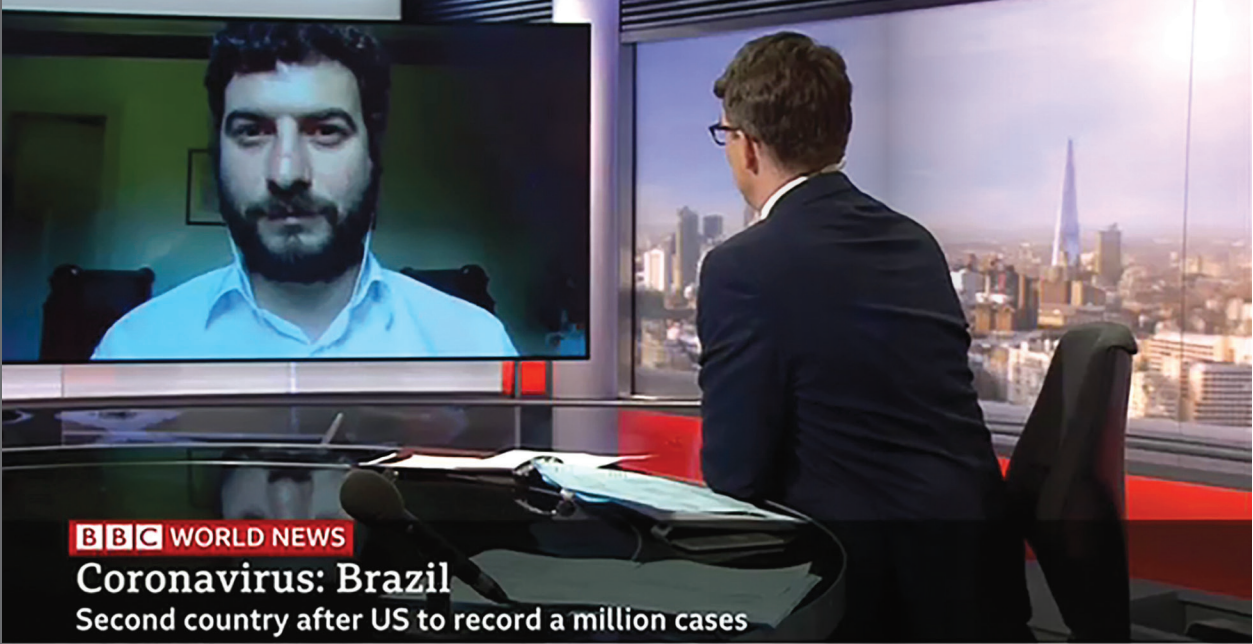 BBC WORLD NEWS
Coronavirus: Brazil
Second country after US to record a million cases